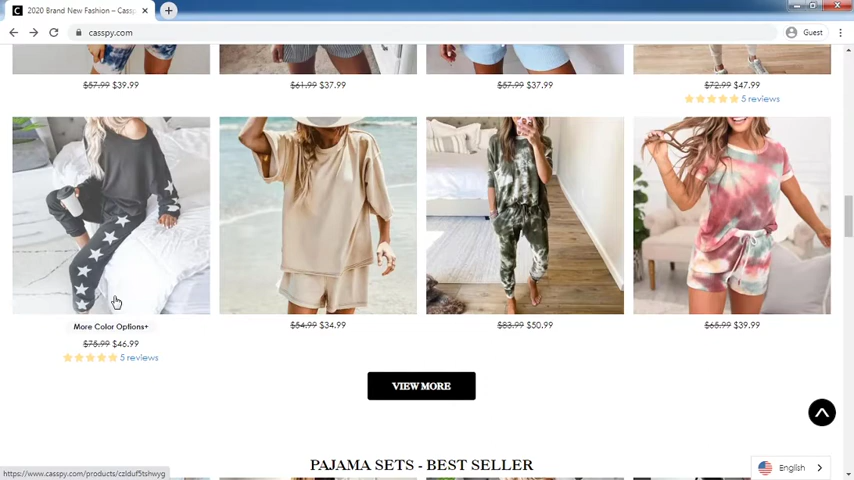 2020 Brand New Fashion – Cassp
casspy.com
Guest
$57.99 $39.99
$61.99 $37.99
$57.99 $37.99
$72.99 $47.99
5 reviews
More Color Options+
$75.99 $46.99
5 reviews
$54.99 $34.99
$83.99 $50.99
$65.99 $39.99
VIEW MORE
PAJAMA SETS - BEST SELLER
English
https://www.casspy.com/products/czlduf5tshwyg